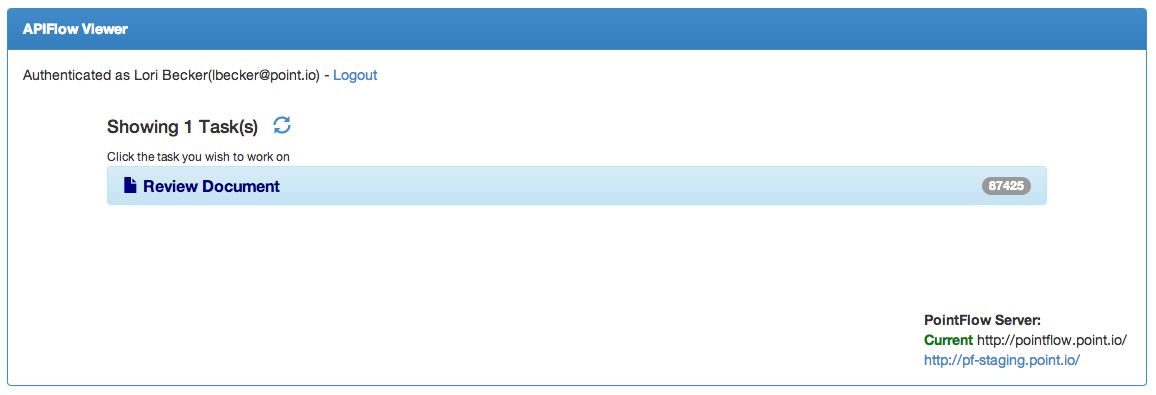 APIFlow Viewer
Authenticated as Lori Becker(lbecker@point.io) - Logout
Showing 1 Task(s)
Click the task you wish to work on
Review Document 87425
PointFlow Server:
Current http://pointflow.point.io/
http://pf-staging.point.io/